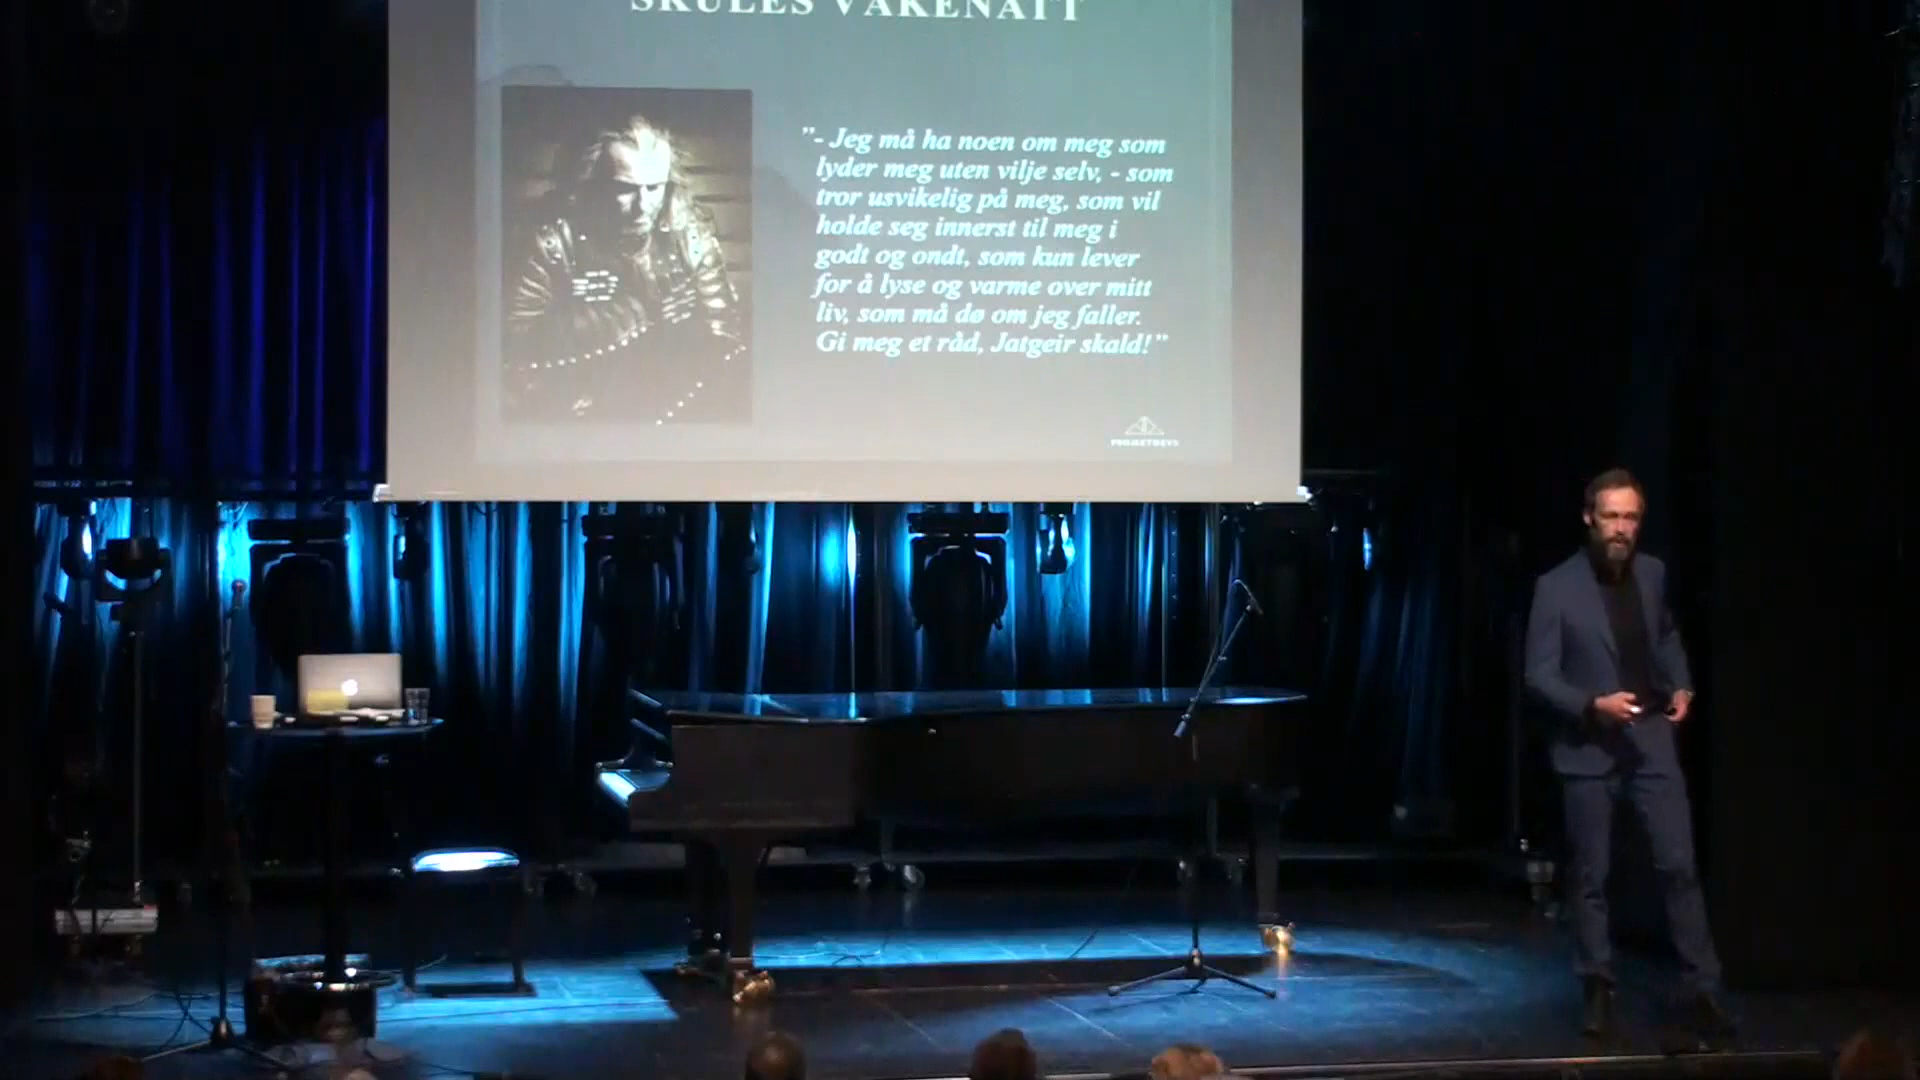 SKULES VÅKENATT
"- Jeg må ha noen om meg som
lyder meg uten vilje selv, - som
tror usvikelig på meg, som vil
holde seg innerst til meg i
godt og ondt, som kun lever
for å lyse og varme over mitt
liv, som må dø om jeg faller.
Gi meg et råd, Jatgeir skald!"